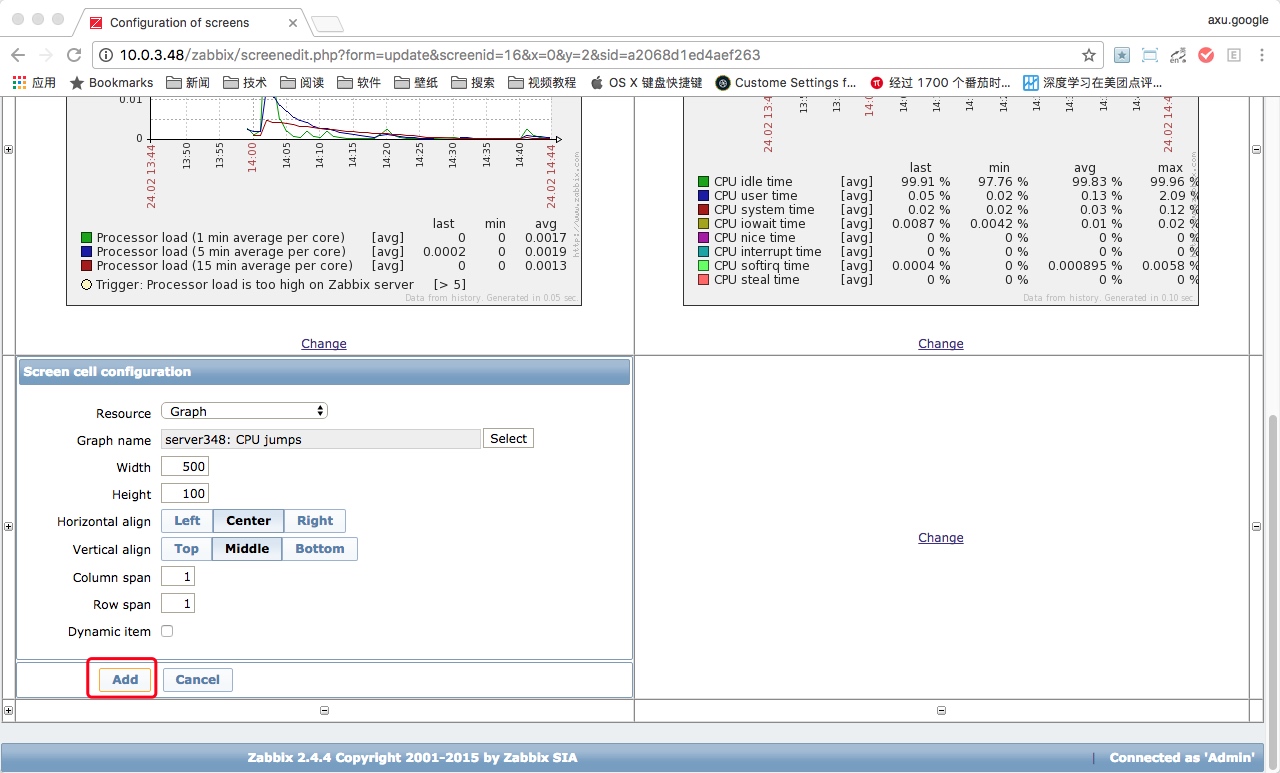 Configuration of screens
axu.google
10.0.3.48/zabbix/screenedit.php?form=update&screenid=16&x=0&y=2&sid=a2068d1ed4aef263
应用 Bookmarks 新闻 技术 阅读 软件 壁纸 搜索 视频教程 OS X 键盘快捷键 Custome Settings f... 经过 1700 个番茄时... 深度学习在美团点评...
0.01
0
24.02 13:44 13:50 13:55 14:00 14:05 14:10 14:15 14:20 14:25 14:30 14:35 14:40 24.02 14:44
http://www.zabbix.com
last min avg
Processor load (1 min average per core) [avg] 0 0 0.0017
Processor load (5 min average per core) [avg] 0.0002 0 0.0019
Processor load (15 min average per core) [avg] 0 0 0.0013
Trigger: Processor load is too high on Zabbix server [> 5]
Data from history. Generated in 0.05 sec
last min avg max
CPU idle time [avg] 99.91 % 97.76 % 99.83 % 99.96 %
CPU user time [avg] 0.05 % 0.02 % 0.13 % 2.09 %
CPU system time [avg] 0.02 % 0.02 % 0.03 % 0.12 %
CPU iowait time [avg] 0.0087 % 0.0042 % 0.01 % 0.02 %
CPU nice time [avg] 0 % 0 % 0 % 0 %
CPU interrupt time [avg] 0 % 0 % 0 % 0 %
CPU softirq time [avg] 0.0004 % 0 % 0.000895 % 0.0058 %
CPU steal time [avg] 0 % 0 % 0 % 0 %
Data from history. Generated in 0.10 sec
Change
Change
Screen cell configuration
Resource Graph
Graph name server348: CPU jumps Select
Width 500
Height 100
Horizontal align Left Center Right
Vertical align Top Middle Bottom
Column span 1
Row span 1
Dynamic item
Add Cancel
Change
Zabbix 2.4.4 Copyright 2001-2015 by Zabbix SIA
| Connected as 'Admin'